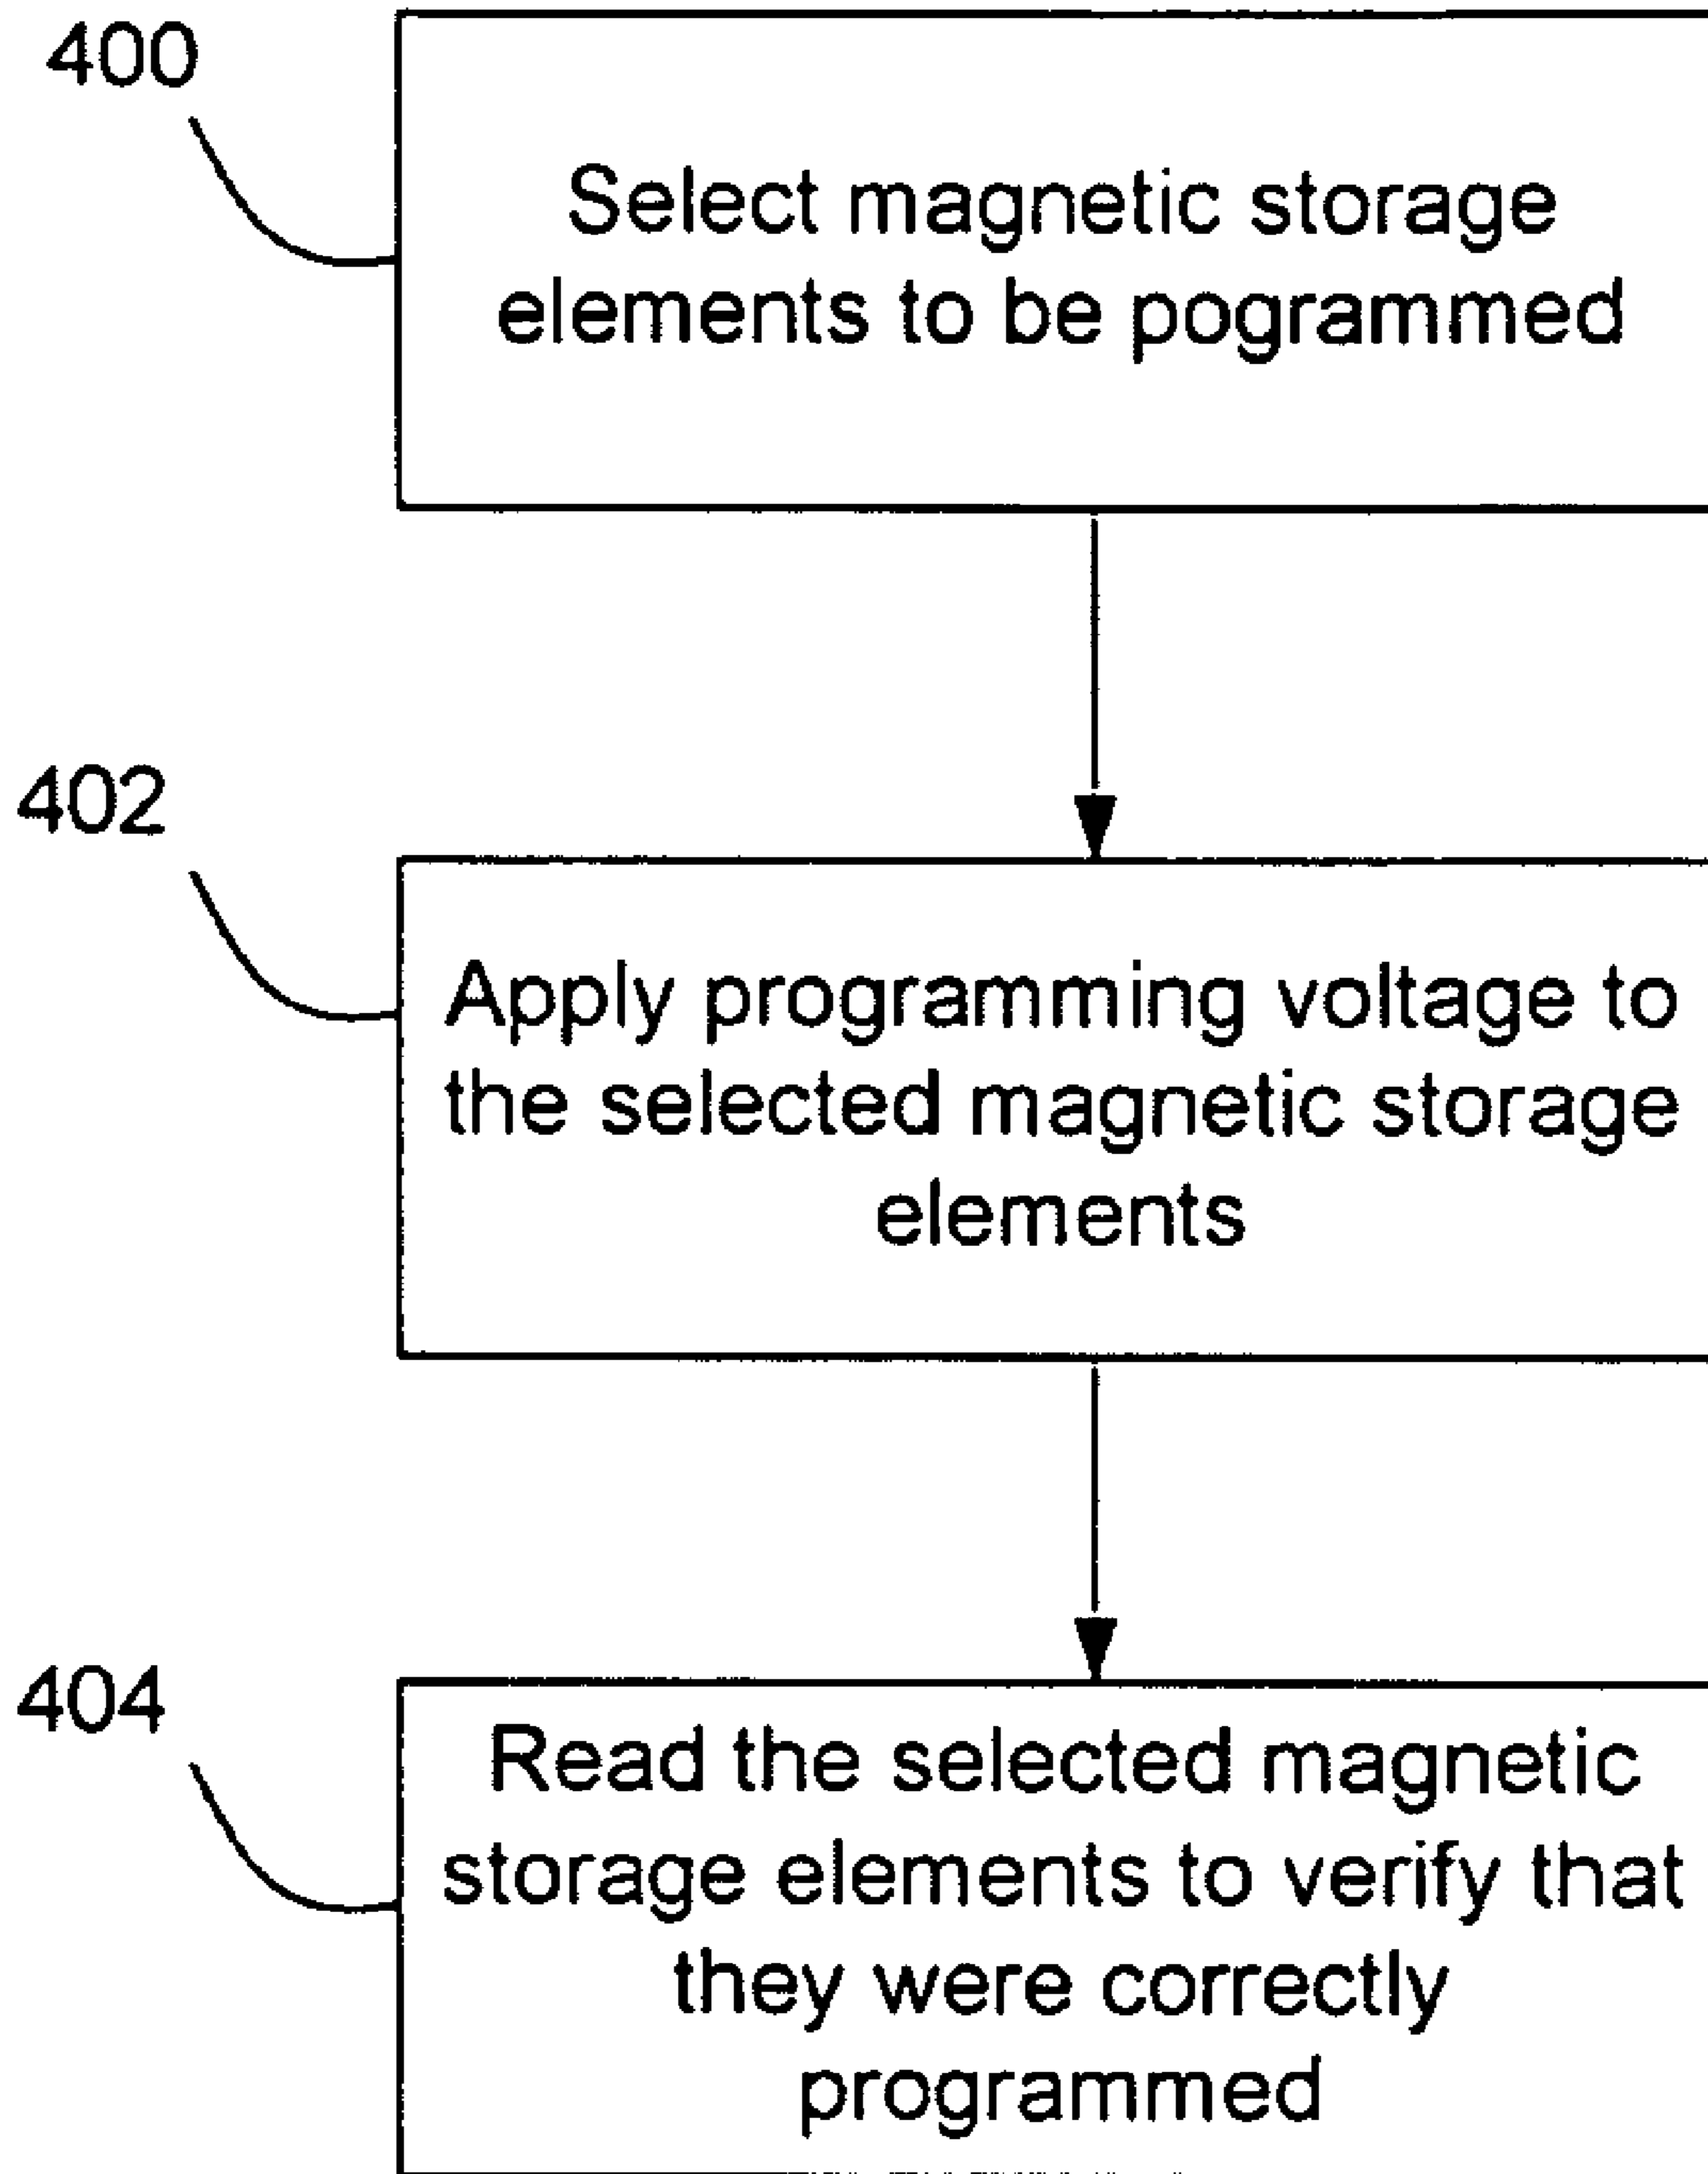 400
Select magnetic storage
elements to be pogrammed
402
Apply programming voltage to
the selected magnetic storage
elements
404
Read the selected magnetic
storage elements to verify that
they were correctly
programmed